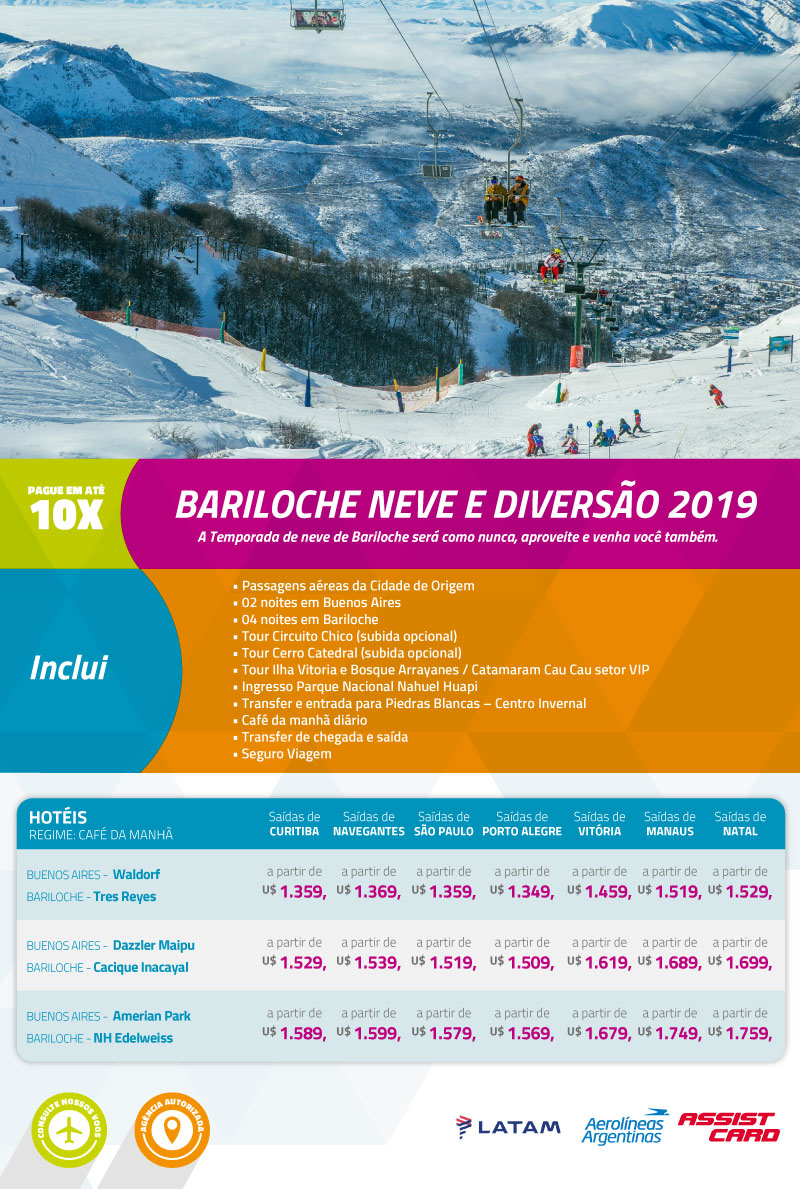 PAGUE EM ATÉ
10X
BARILOCHE NEVE E DIVERSÃO 2019
A Temporada de neve de Bariloche será como nunca, aproveite e venha você também.
Inclui
• Passagens aéreas da Cidade de Origem
• 02 noites em Buenos Aires
• 04 noites em Bariloche
• Tour Circuito Chico (subida opcional)
• Tour Cerro Catedral (subida opcional)
• Tour Ilha Vitoria e Bosque Arrayanes / Catamaram Cau Cau setor VIP
• Ingresso Parque Nacional Nahuel Huapi
• Transfer e entrada para Piedras Blancas – Centro Invernal
• Café da manhã diário
• Transfer de chegada e saída
• Seguro Viagem
HOTÉIS
REGIME: CAFÉ DA MANHÃ
Saídas de Saídas de Saídas de Saídas de Saídas de Saídas de Saídas de
CURITIBA NAVEGANTES SÃO PAULO PORTO ALEGRE VITÓRIA MANAUS NATAL
BUENOS AIRES - Waldorf
BARILOCHE - Tres Reyes
a partir de a partir de a partir de a partir de a partir de a partir de a partir de
U$ 1.359, U$ 1.369, U$ 1.359, U$ 1.349, U$ 1.459, U$ 1.519, U$ 1.529,
BUENOS AIRES - Dazzler Maipu
BARILOCHE - Cacique Inacayal
a partir de a partir de a partir de a partir de a partir de a partir de a partir de
U$ 1.529, U$ 1.539, U$ 1.519, U$ 1.509, U$ 1.619, U$ 1.689, U$ 1.699,
BUENOS AIRES - Amerian Park
BARILOCHE - NH Edelweiss
a partir de a partir de a partir de a partir de a partir de a partir de a partir de
U$ 1.589, U$ 1.599, U$ 1.579, U$ 1.569, U$ 1.679, U$ 1.749, U$ 1.759,
CONSULTE NOSSOS VOOS
AGÊNCIA AUTORIZADA
LATAM
Aerolíneas
Argentinas
ASSIST
CARD